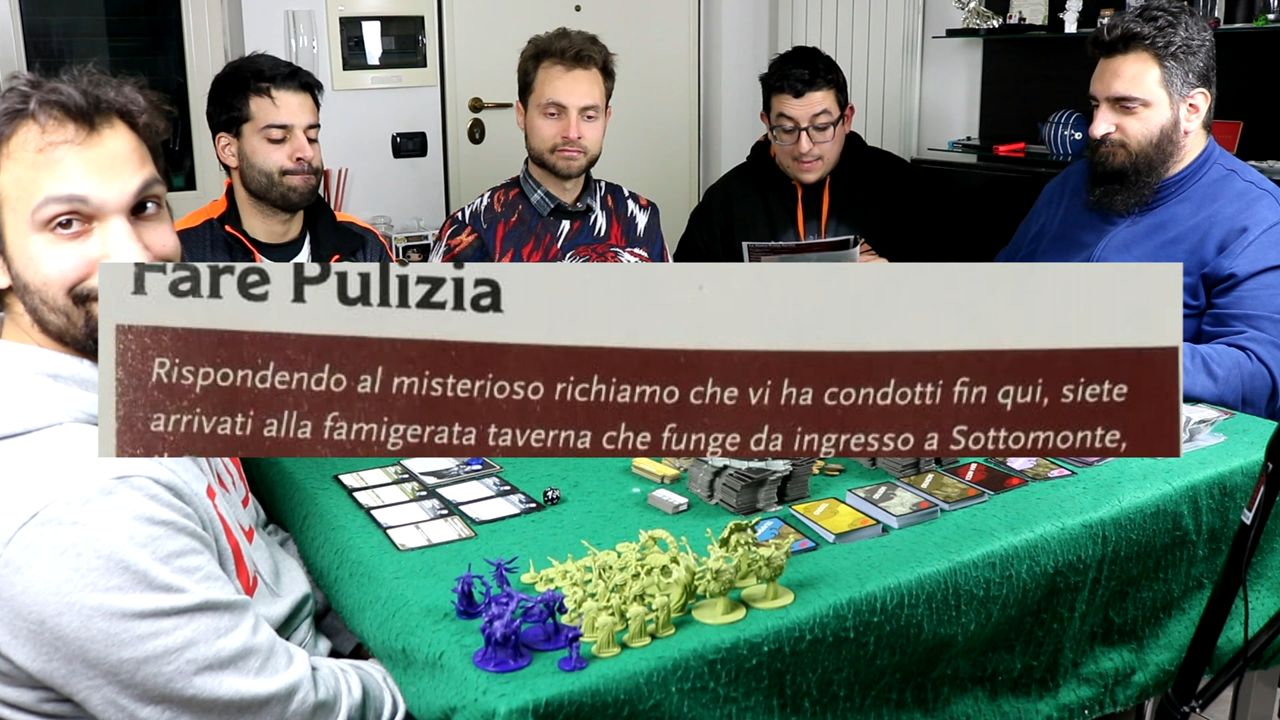 Fare Pulizia
Rispondendo al misterioso richiamo che vi ha condotti fin qui, siete
arrivati alla famigerata taverna che funge da ingresso a Sottomonte,